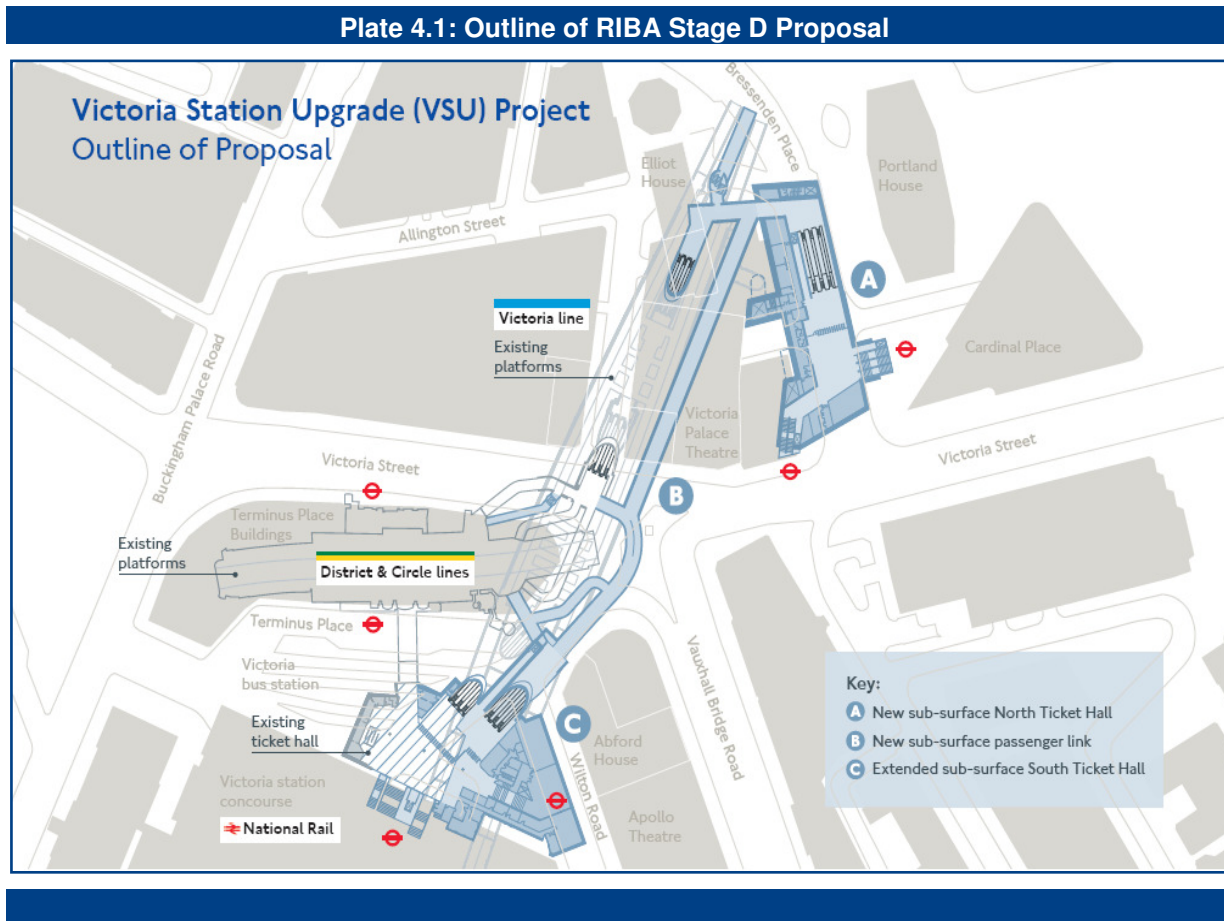 Plate 4.1: Outline of RIBA Stage D Proposal
Victoria Station Upgrade (VSU) Project
Outline of Proposal
Bressenden Place
Elliot
House
Portland
House
Allington Street
A
Victoria line
Existing
platforms
Cardinal Place
Buckingham Palace Road
Victoria
Palace
Theatre
Victoria Street
Victoria Street
B
Terminus Place
Buildings
Existing
platforms
District & Circle lines
Terminus Place
Victoria
bus station
Vauxhall Bridge Road
Existing
ticket hall
C
Abford
House
Wilton Road
Victoria station
concourse
National Rail
Apollo
Theatre
Key:
A New sub-surface North Ticket Hall
B New sub-surface passenger link
C Extended sub-surface South Ticket Hall